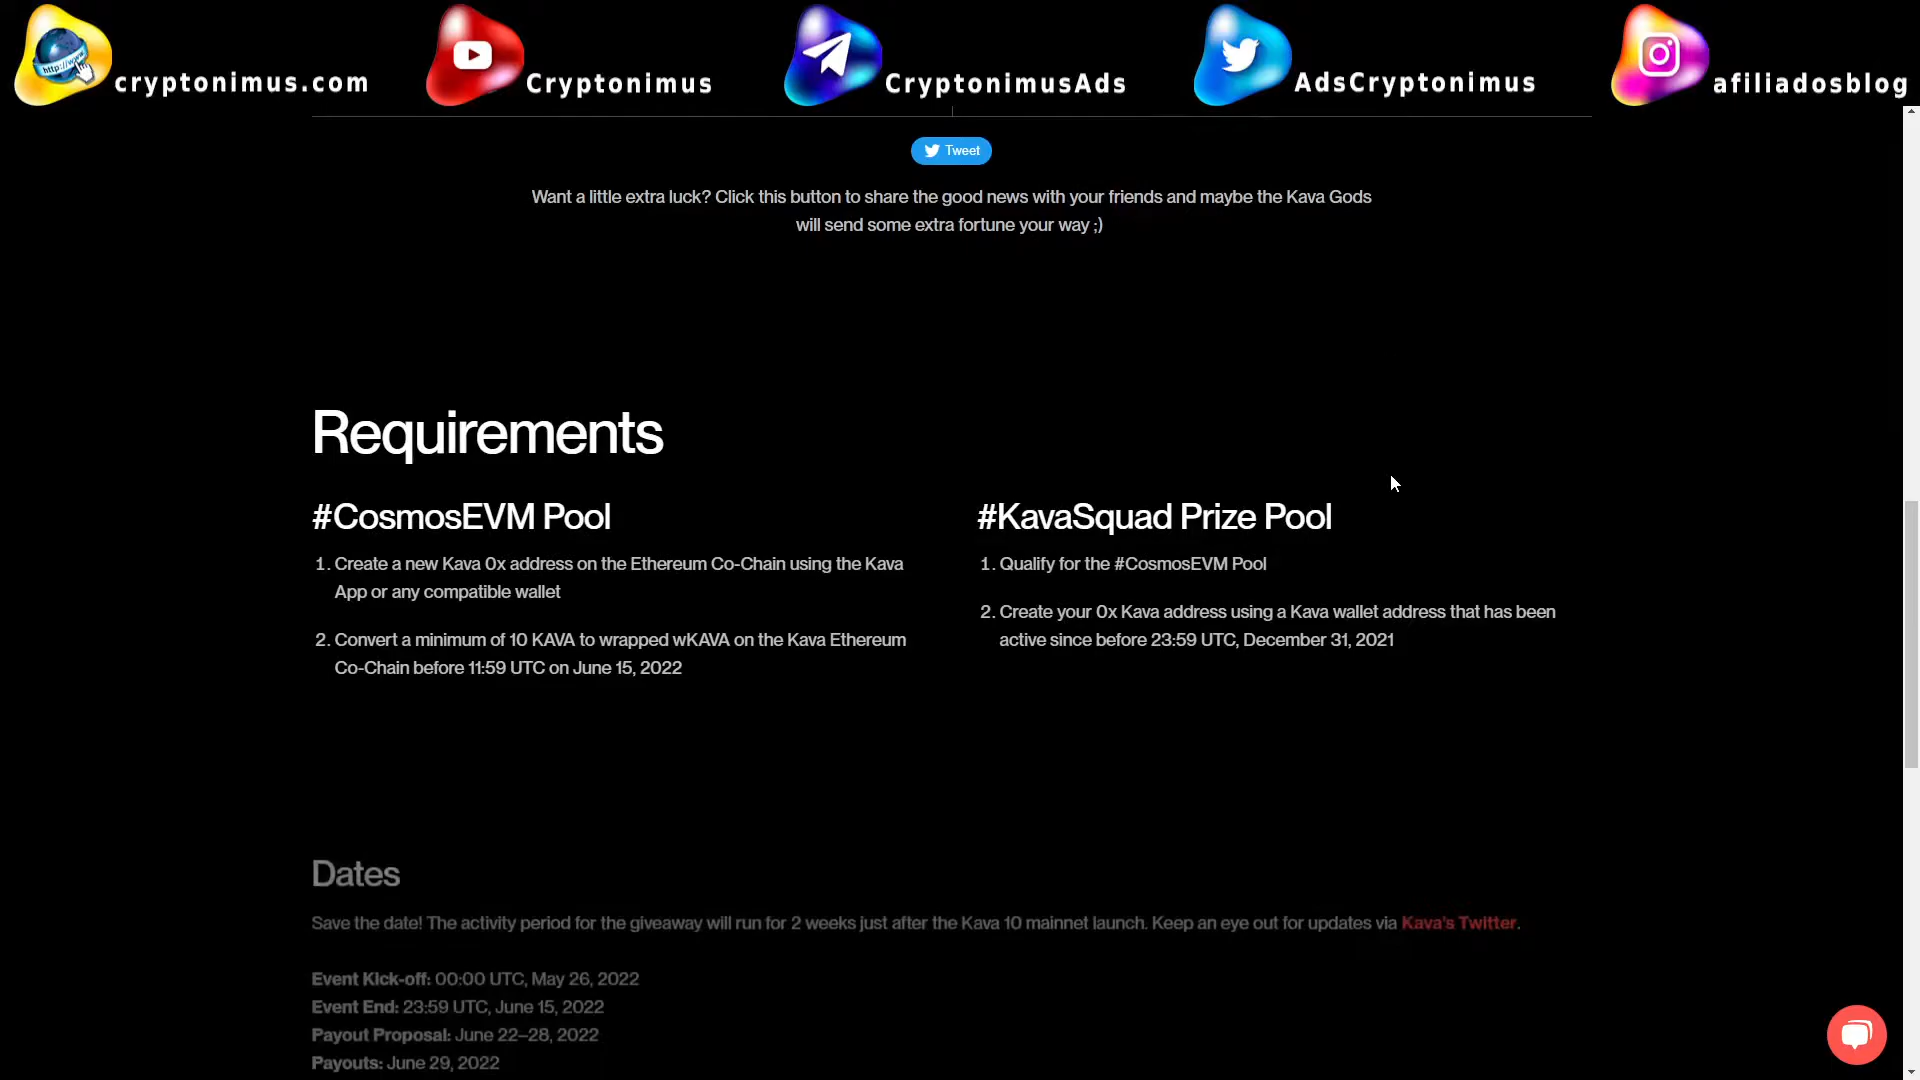 cryptonimus.com
Cryptonimus
CryptonimusAds
AdsCryptonimus
afiliadosblog
http://www
Tweet
Want a little extra luck? Click this button to share the good news with your friends and maybe the Kava Gods
will send some extra fortune your way ;)
Requirements
#CosmosEVM Pool
1. Create a new Kava 0x address on the Ethereum Co-Chain using the Kava
App or any compatible wallet
2. Convert a minimum of 10 KAVA to wrapped wKAVA on the Kava Ethereum
Co-Chain before 11:59 UTC on June 15, 2022
#KavaSquad Prize Pool
1. Qualify for the #CosmosEVM Pool
2. Create your 0x Kava address using a Kava wallet address that has been
active since before 23:59 UTC, December 31, 2021
Dates
Save the date! The activity period for the giveaway will run for 2 weeks just after the Kava 10 mainnet launch. Keep an eye out for updates via Kava's Twitter.
Event Kick-off: 00:00 UTC, May 26, 2022
Event End: 23:59 UTC, June 15, 2022
Payout Proposal: June 22–28, 2022
Payouts: June 29, 2022